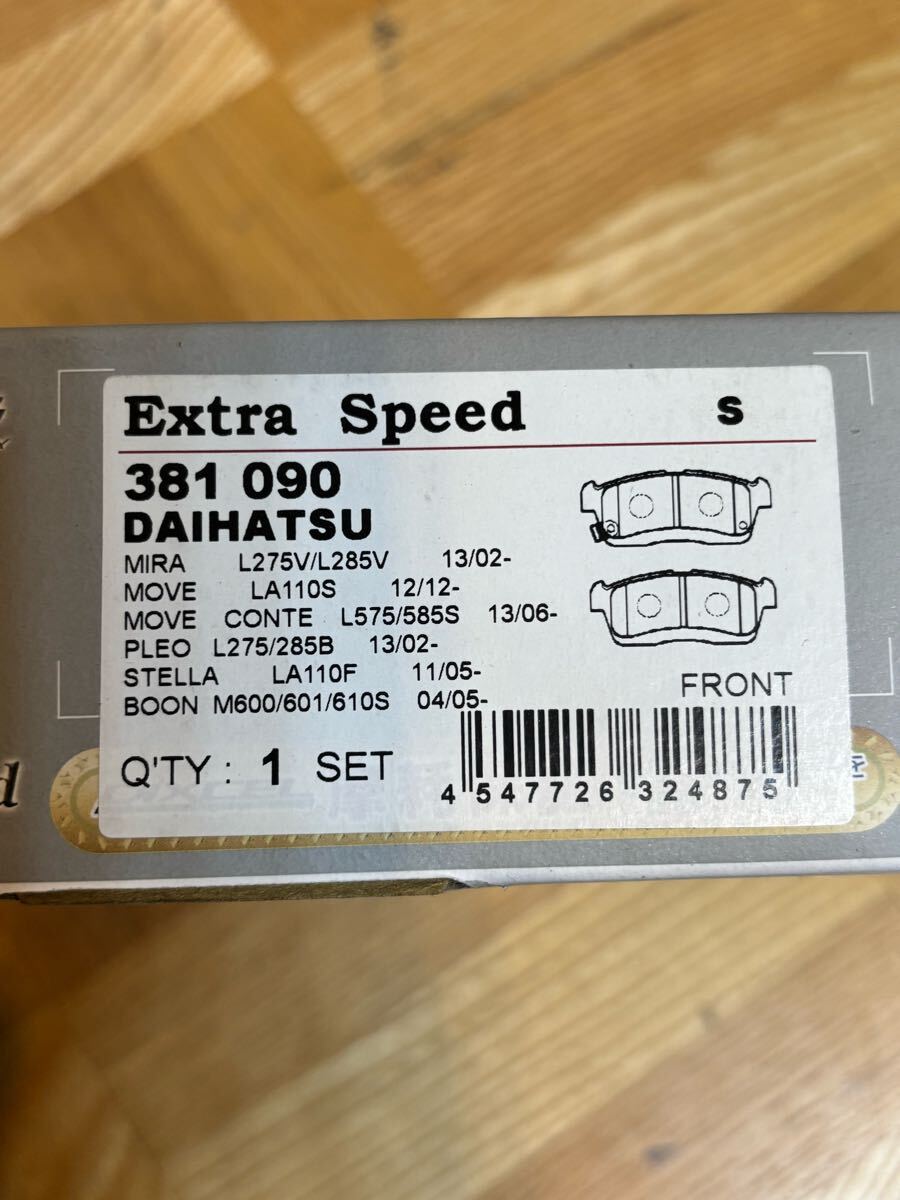 Extra Speed S
381 090
DAIHATSU
MIRA L275V/L285V 13/02-
MOVE LA110S 12/12-
MOVE CONTE L575/585S 13/06-
PLEO L275/285B 13/02-
STELLA LA110F 11/05-
BOON M600/601/610S 04/05-
FRONT
Q'TY : 1 SET
4 547726 324875